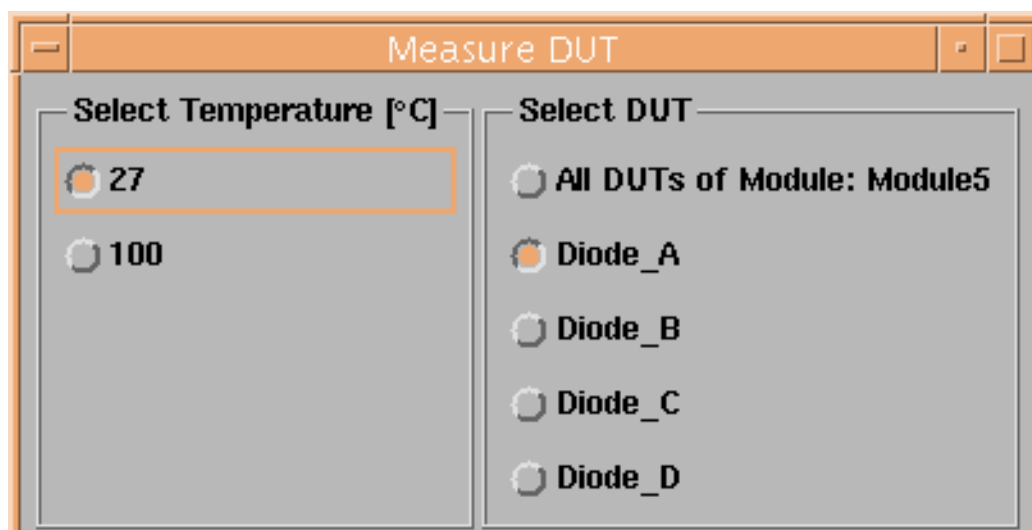 Measure DUT
Select Temperature [°C]
27
100
Select DUT
All DUTs of Module: Module5
Diode_A
Diode_B
Diode_C
Diode_D